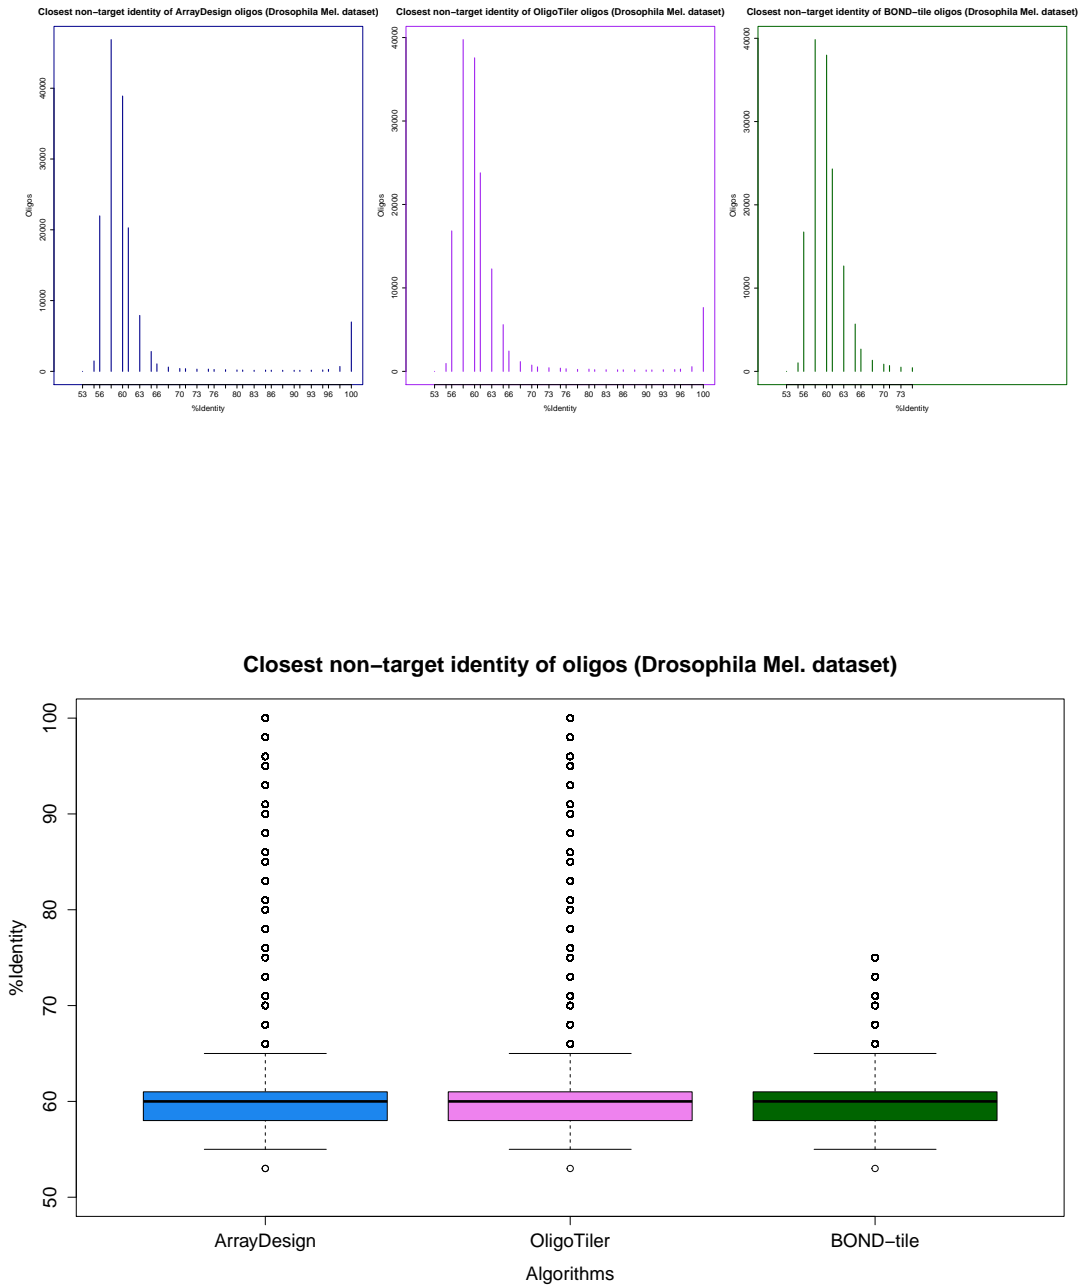 Closest non−target identity of ArrayDesign oligos (Drosophila Mel. dataset)
Oligos
0 10000 20000 30000 40000
53 56 60 63 66 70 73 76 80 83 86 90 93 96 100
%Identity
Closest non−target identity of OligoTiler oligos (Drosophila Mel. dataset)
Oligos
0 10000 20000 30000 40000
53 56 60 63 66 70 73 76 80 83 86 90 93 96 100
%Identity
Closest non−target identity of BOND−tile oligos (Drosophila Mel. dataset)
Oligos
0 10000 20000 30000 40000
53 56 60 63 66 70 73
%Identity
Closest non−target identity of oligos (Drosophila Mel. dataset)
%Identity
50 60 70 80 90 100
ArrayDesign OligoTiler BOND−tile
Algorithms